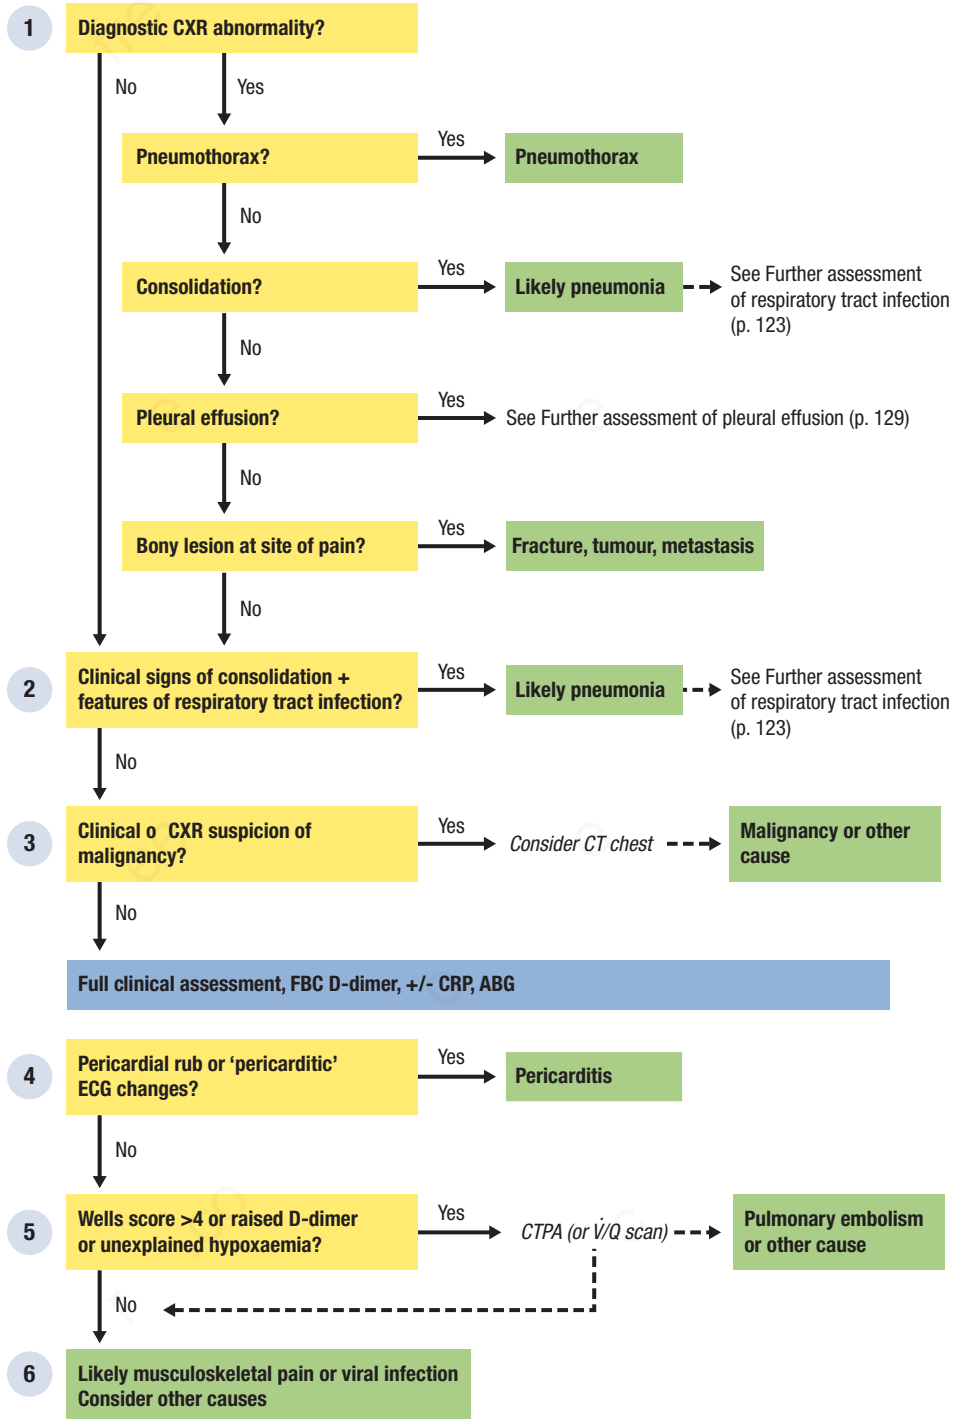 1
Diagnostic CXR abnormality?
No
Yes
Pneumothorax?
Yes
Pneumothorax
No
Consolidation?
Yes
Likely pneumonia
See Further assessment
of respiratory tract infection
(p. 123)
No
Pleural effusion?
Yes
See Further assessment of pleural effusion (p. 129)
No
Bony lesion at site of pain?
Yes
Fracture, tumour, metastasis
No
2
Clinical signs of consolidation +
features of respiratory tract infection?
Yes
Likely pneumonia
See Further assessment
of respiratory tract infection
(p. 123)
No
3
Clinical o CXR suspicion of
malignancy?
Yes
Consider CT chest
Malignancy or other
cause
No
Full clinical assessment, FBC D-dimer, +/- CRP, ABG
4
Pericardial rub or ‘pericarditic’
ECG changes?
Yes
Pericarditis
No
5
Wells score >4 or raised D-dimer
or unexplained hypoxaemia?
Yes
CTPA (or V̇/Q scan)
Pulmonary embolism
or other cause
No
6
Likely musculoskeletal pain or viral infection
Consider other causes